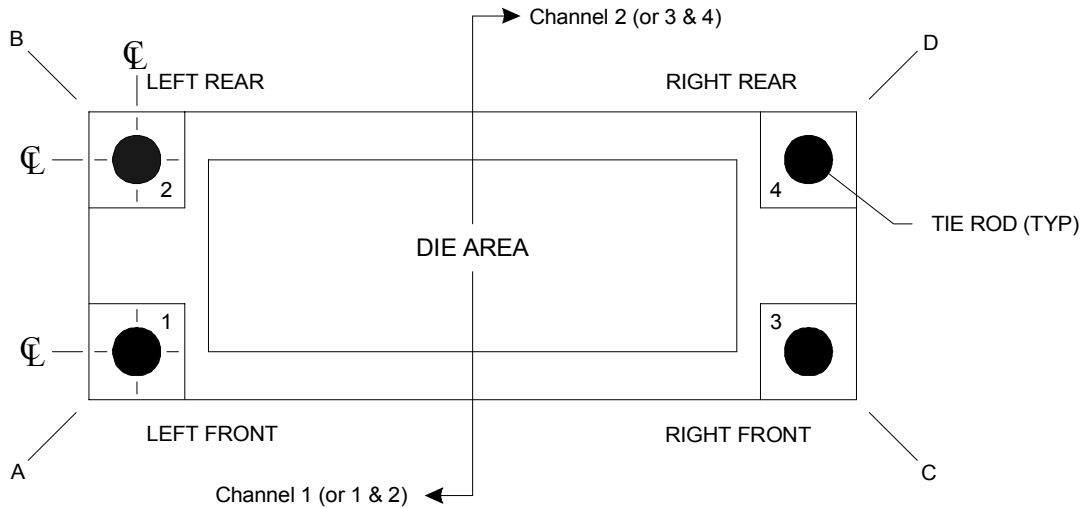 Channel 2 (or 3 & 4)
B
D
℄
LEFT REAR
RIGHT REAR
℄
2
4
TIE ROD (TYP)
DIE AREA
1
3
℄
LEFT FRONT
RIGHT FRONT
A
C
Channel 1 (or 1 & 2)